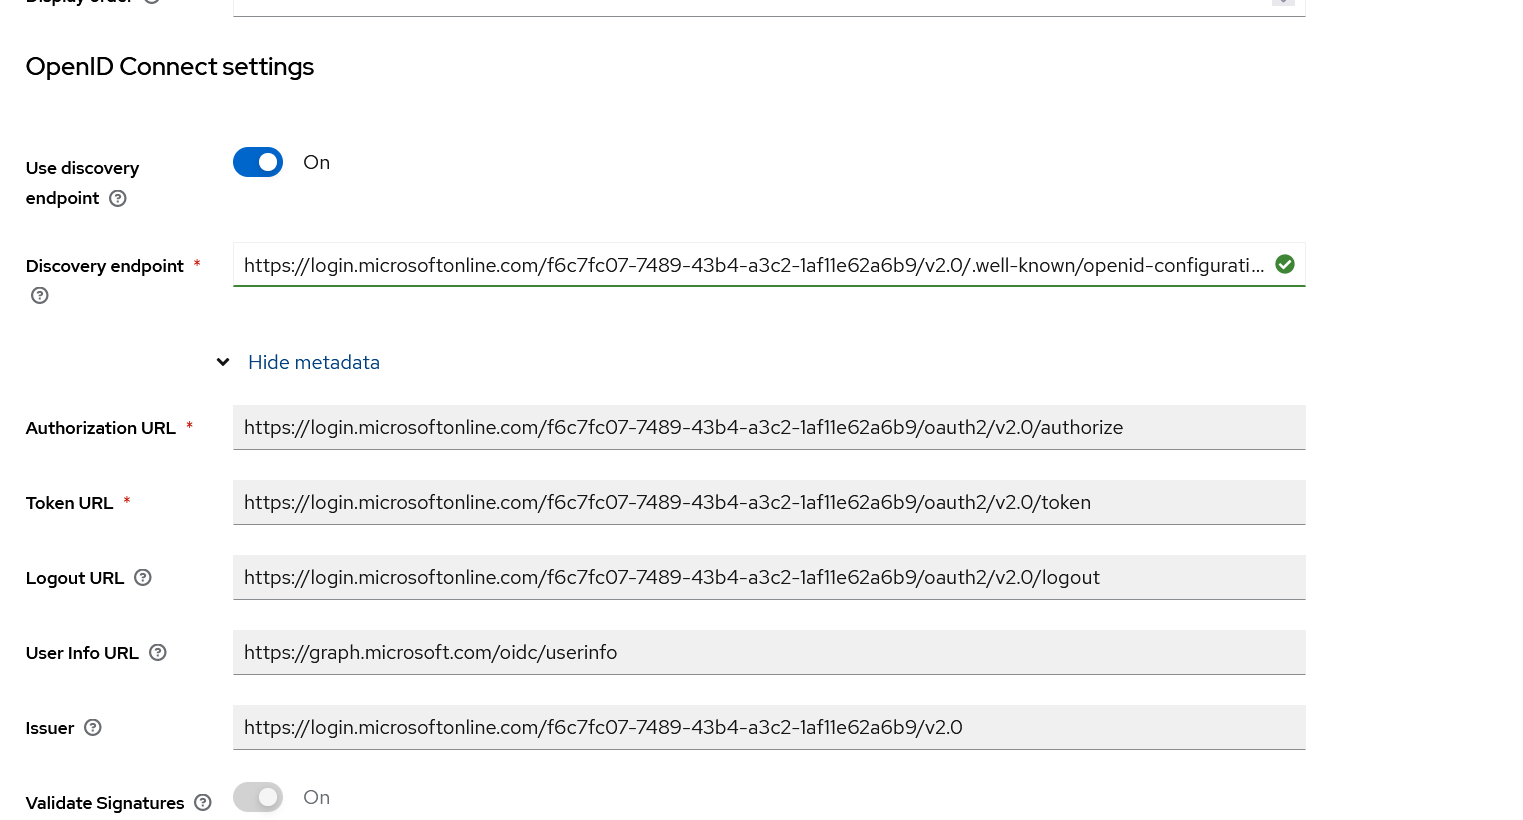 Display order
OpenID Connect settings
Use discovery endpoint
On
Discovery endpoint *
https://login.microsoftonline.com/f6c7fc07-7489-43b4-a3c2-1af11e62a6b9/v2.0/.well-known/openid-configurati...
Hide metadata
Authorization URL *
https://login.microsoftonline.com/f6c7fc07-7489-43b4-a3c2-1af11e62a6b9/oauth2/v2.0/authorize
Token URL *
https://login.microsoftonline.com/f6c7fc07-7489-43b4-a3c2-1af11e62a6b9/oauth2/v2.0/token
Logout URL
https://login.microsoftonline.com/f6c7fc07-7489-43b4-a3c2-1af11e62a6b9/oauth2/v2.0/logout
User Info URL
https://graph.microsoft.com/oidc/userinfo
Issuer
https://login.microsoftonline.com/f6c7fc07-7489-43b4-a3c2-1af11e62a6b9/v2.0
Validate Signatures
On